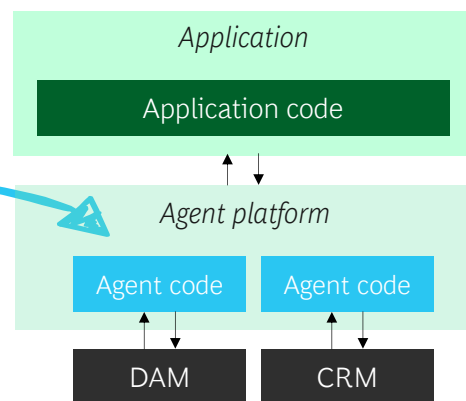 Application
Application code
Agent platform
Agent code Agent code
DAM CRM